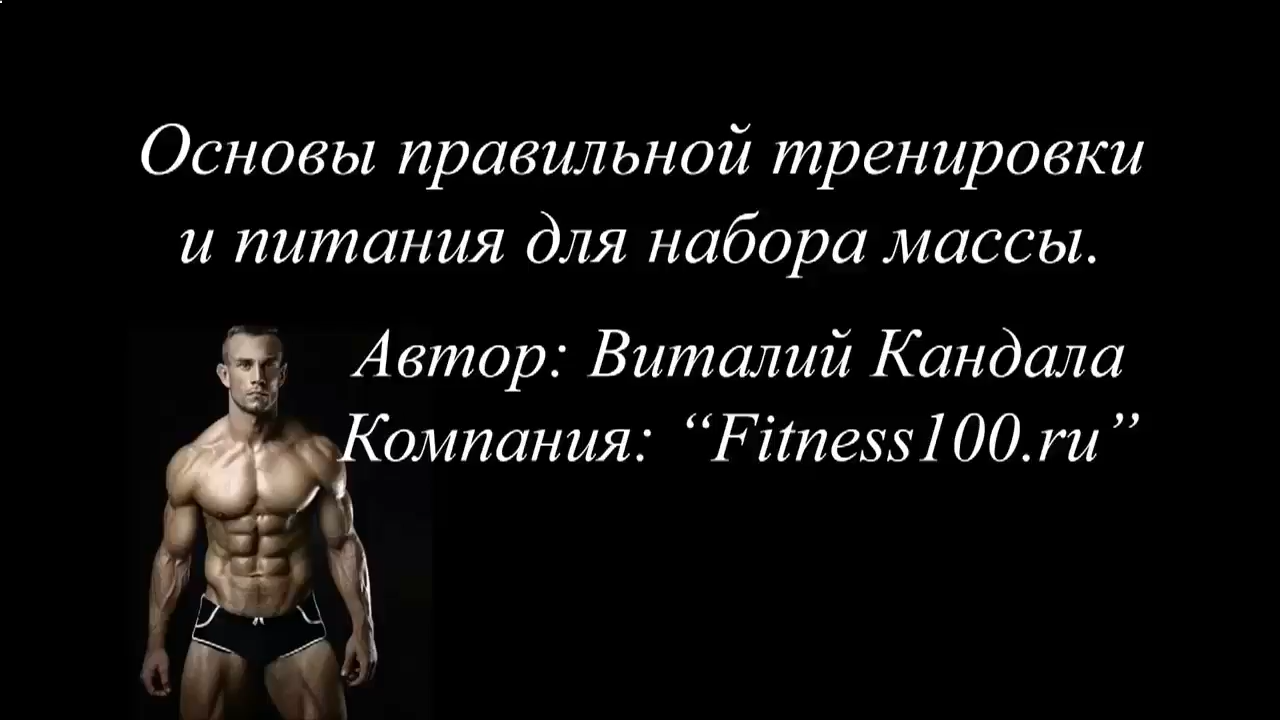 Основы правильной тренировки
и питания для набора массы.
Автор: Виталий Кандала
Компания: “Fitness100.ru”